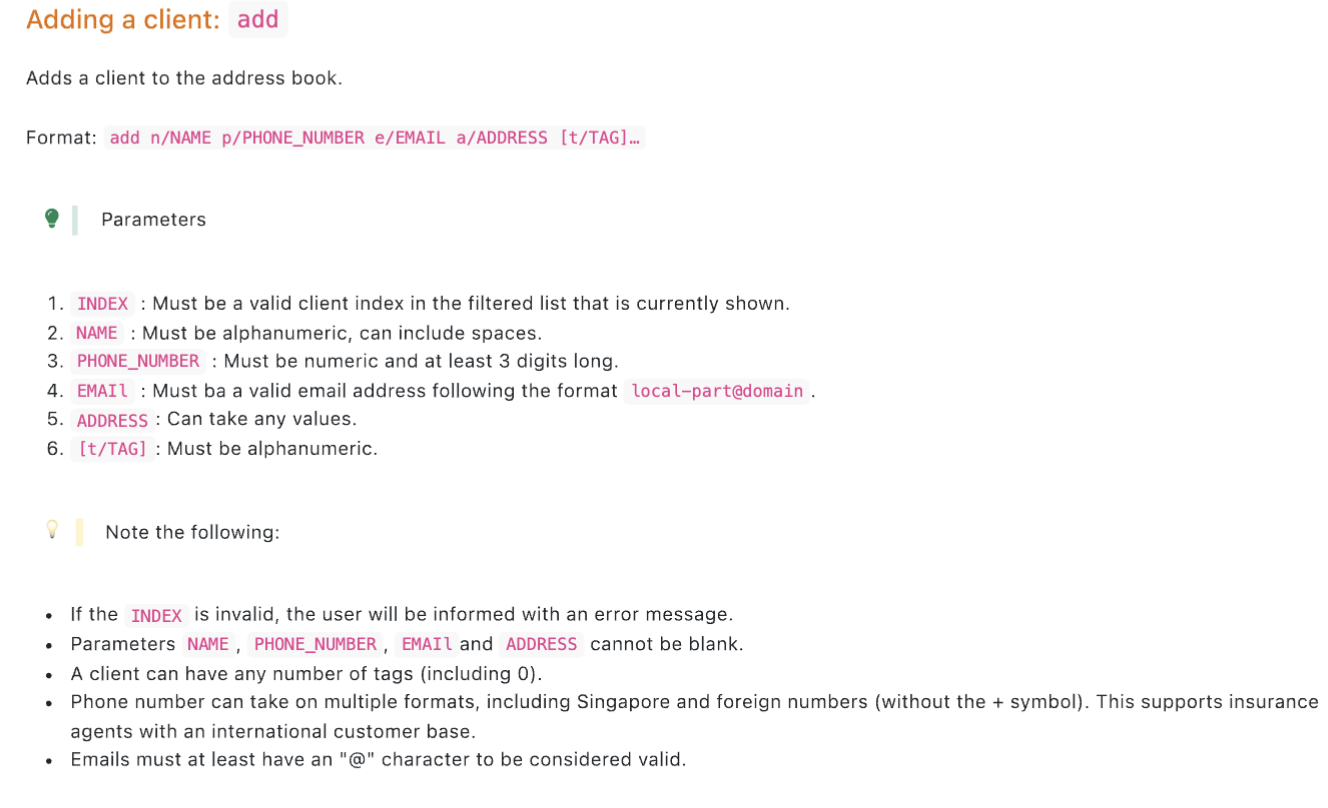 Adding a client: add
Adds a client to the address book.
Format: add n/NAME p/PHONE_NUMBER e/EMAIL a/ADDRESS [t/TAG]…
Parameters
1. INDEX : Must be a valid client index in the filtered list that is currently shown.
2. NAME : Must be alphanumeric, can include spaces.
3. PHONE_NUMBER : Must be numeric and at least 3 digits long.
4. EMAIl : Must ba a valid email address following the format local-part@domain .
5. ADDRESS : Can take any values.
6. [t/TAG] : Must be alphanumeric.
Note the following:
• If the INDEX is invalid, the user will be informed with an error message.
• Parameters NAME , PHONE_NUMBER , EMAIl and ADDRESS cannot be blank.
• A client can have any number of tags (including 0).
• Phone number can take on multiple formats, including Singapore and foreign numbers (without the + symbol). This supports insurance
agents with an international customer base.
• Emails must at least have an "@" character to be considered valid.